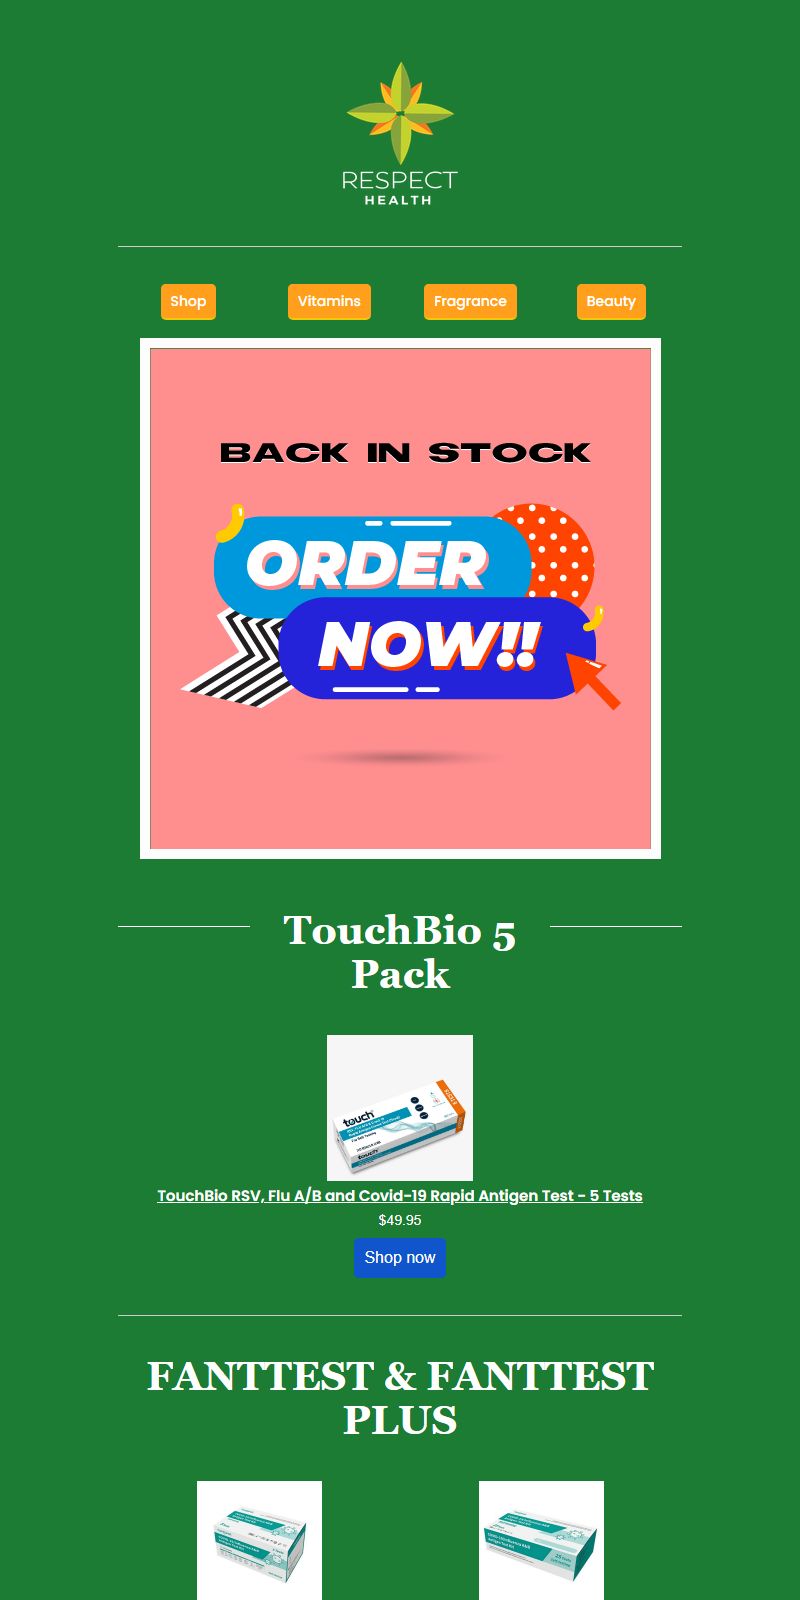 RESPECT
HEALTH
Shop
Vitamins
Fragrance
Beauty
BACK IN STOCK
ORDER
NOW!!
TouchBio 5
Pack
touch
touch
TouchBio RSV, Flu A/B and Covid-19 Rapid Antigen Test - 5 Tests
$49.95
Shop now
FANTTEST & FANTTEST
PLUS